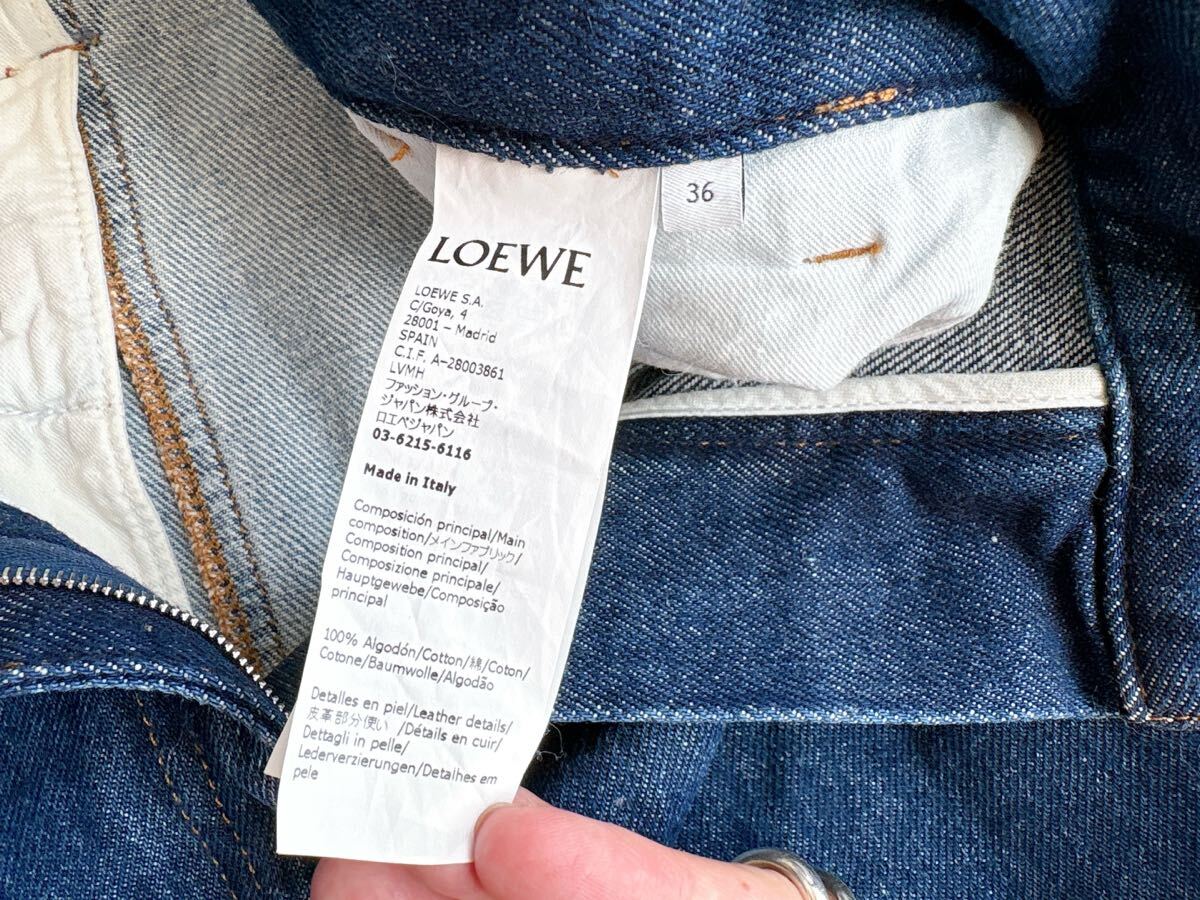 36
LOEWE
LOEWE S.A.
C/Goya, 4
28001 - Madrid
SPAIN
C.I.F. A-28003861
LVMH
ファッション・グループ・
ジャパン株式会社
ロエベジャパン
03-6215-6116
Made in Italy
Composición principal/Main
composition/メインファブリック/
Composition principal/
Composizione principale/
Hauptgewebe/Composição
principal
100% Algodón/Cotton/綿/Coton/
Cotone/Baumwolle/Algodão
Detalles en piel/Leather details/
皮革部分使い /Détails en cuir/
Dettagli in pelle/
Lederverzierungen/Detalhes em
pele